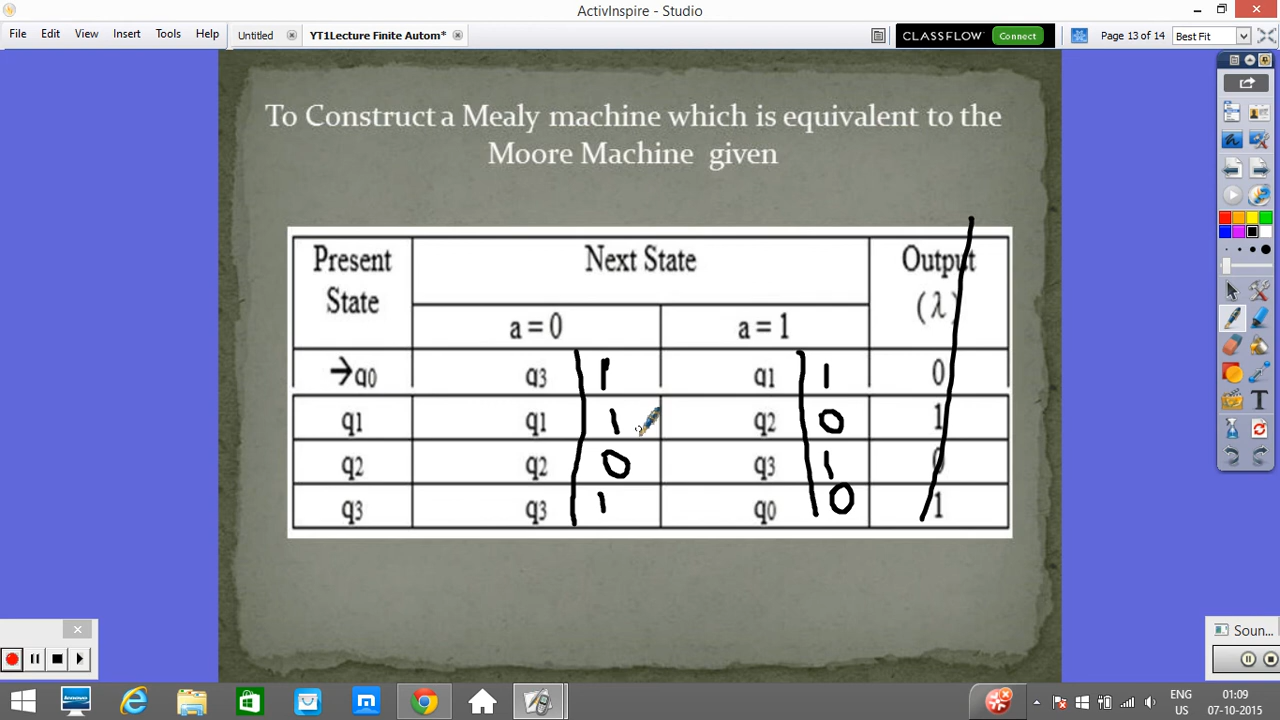 ActivInspire - Studio
File Edit View Insert Tools Help Untitled YT1Lecture Finite Autom* CLASSFLOW Connect Page 13 of 14 Best Fit
To Construct a Mealy machine which is equivalent to the
Moore Machine given
Present State Next State Output (λ)
a = 0 a = 1
→q0 q3 1 q1 1 0
q1 q1 1 q2 0 1
q2 q2 0 q3 1 0
q3 q3 1 q0 0 1
Soun...
ENG 01:09
US 07-10-2015